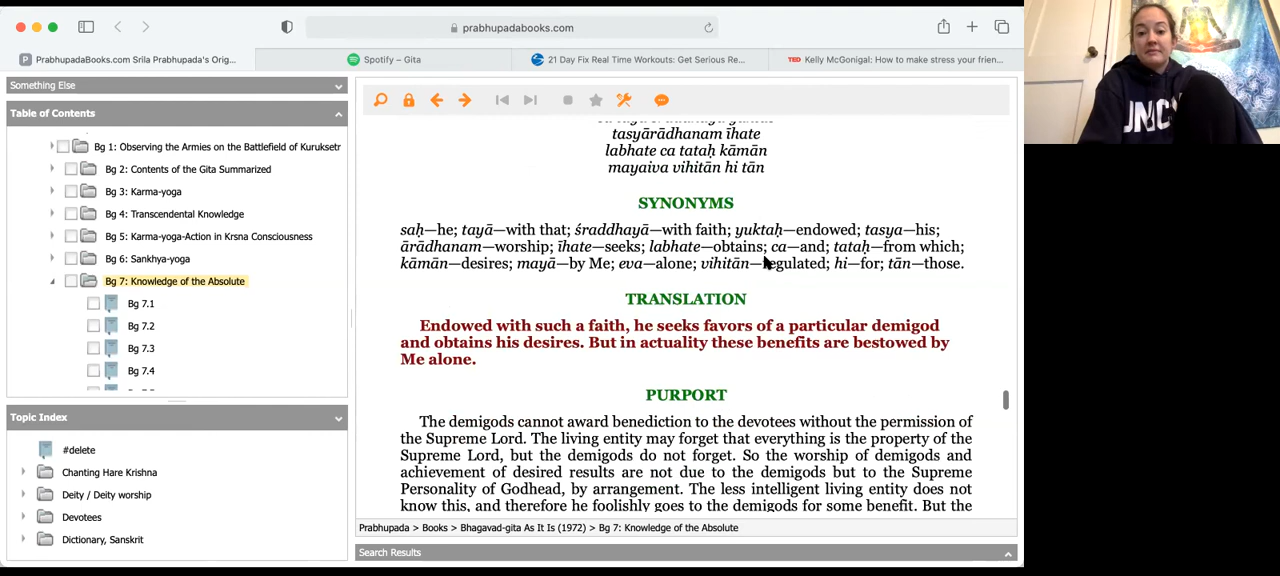 prabhupadabooks.com
PrabhupadaBooks.com Srila Prabhupada's Orig...
Spotify – Gita
21 Day Fix Real Time Workouts: Get Serious Re...
TED Kelly McGonigal: How to make stress your frien...
Something Else
Table of Contents
Bg 1: Observing the Armies on the Battlefield of Kuruksetr
Bg 2: Contents of the Gita Summarized
Bg 3: Karma-yoga
Bg 4: Transcendental Knowledge
Bg 5: Karma-yoga-Action in Krsna Consciousness
Bg 6: Sankhya-yoga
Bg 7: Knowledge of the Absolute
Bg 7.1
Bg 7.2
Bg 7.3
Bg 7.4
Topic Index
#delete
Chanting Hare Krishna
Deity / Deity worship
Devotees
Dictionary, Sanskrit
tasyārādhanam īhate
labhate ca tataḥ kāmān
mayaiva vihitān hi tān
SYNONYMS
saḥ—he; tayā—with that; śraddhayā—with faith; yuktaḥ—endowed; tasya—his;
ārādhanam—worship; īhate—seeks; labhate—obtains; ca—and; tataḥ—from which;
kāmān—desires; mayā—by Me; eva—alone; vihitān—regulated; hi—for; tān—those.
TRANSLATION
Endowed with such a faith, he seeks favors of a particular demigod
and obtains his desires. But in actuality these benefits are bestowed by
Me alone.
PURPORT
The demigods cannot award benediction to the devotees without the permission of
the Supreme Lord. The living entity may forget that everything is the property of the
Supreme Lord, but the demigods do not forget. So the worship of demigods and
achievement of desired results are not due to the demigods but to the Supreme
Personality of Godhead, by arrangement. The less intelligent living entity does not
know this, and therefore he foolishly goes to the demigods for some benefit. But the
Prabhupada > Books > Bhagavad-gita As It Is (1972) > Bg 7: Knowledge of the Absolute
Search Results